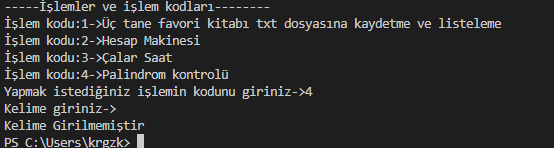 -----İşlemler ve işlem kodları--------
İşlem kodu:1->Üç tane favori kitabı txt dosyasına kaydetme ve listeleme
İşlem kodu:2->Hesap Makinesi
İşlem kodu:3->Çalar Saat
İşlem kodu:4->Palindrom kontrolü
Yapmak istediğiniz işlemin kodunu giriniz->4
Kelime giriniz->
Kelime Girilmemiştir
PS C:\Users\krgzk>